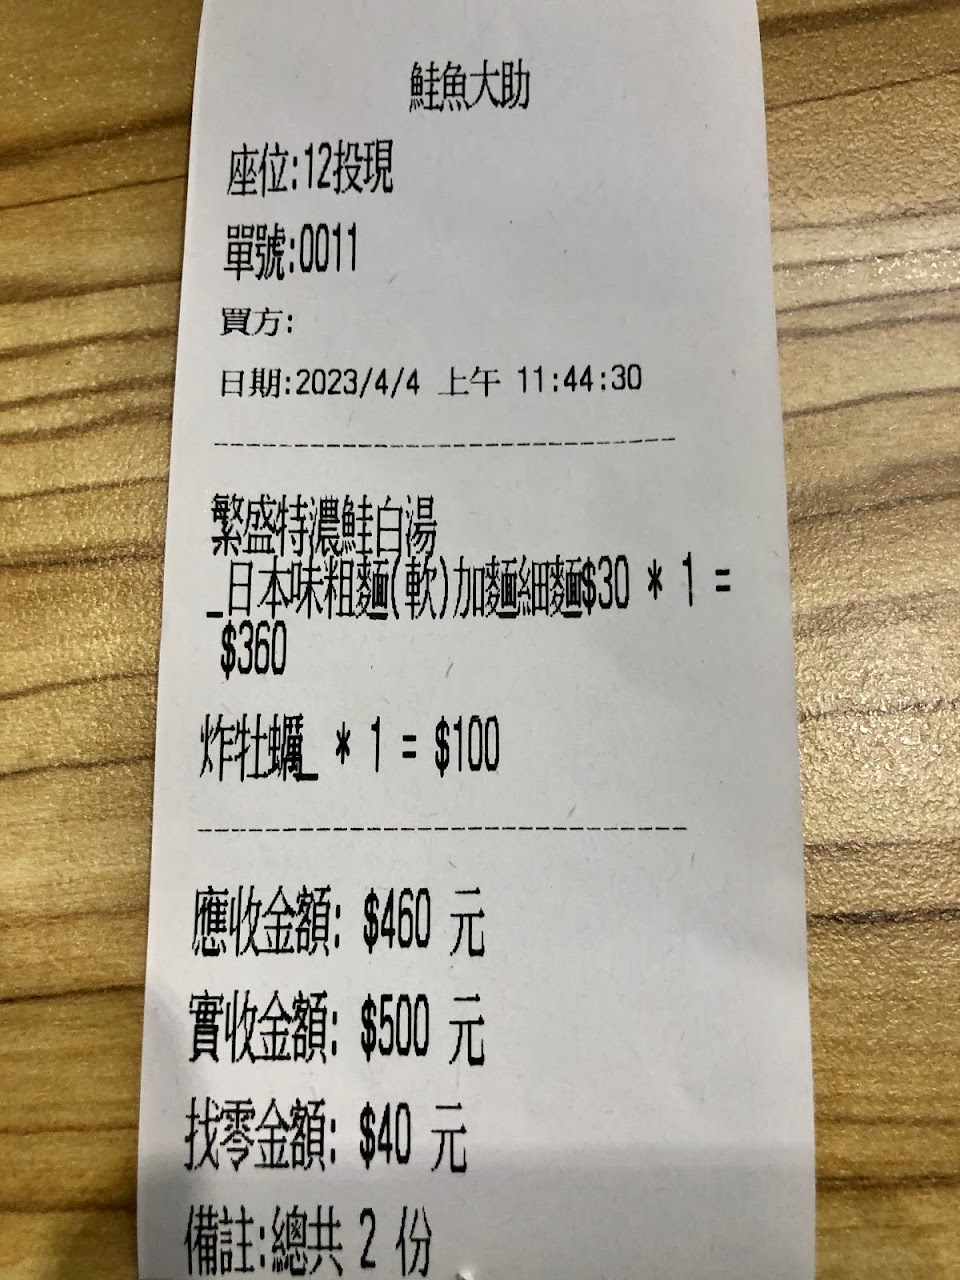 鮭魚大助
座位:12投現
單號:0011
買方:
日期:2023/4/4 上午 11:44:30
繁盛特濃鮭白湯
_日本味粗麵(軟)加麵細麵$30 * 1 =
$360
炸牡蠣_ * 1 = $100
應收金額: $460 元
實收金額: $500 元
找零金額: $40 元
備註:總共 2 份